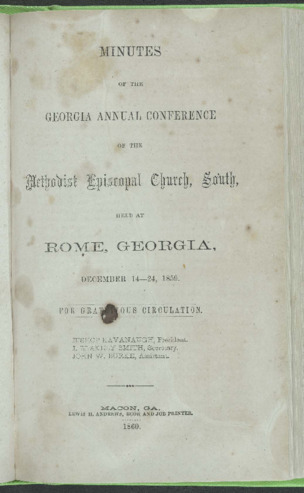 MINUTES
OF THE
GEORGIA ANNUAL CONFERENCE
OF THE
Methodist Episcopal Church, South,
HELD AT
ROME, GEORGIA,
DECEMBER 14—24, 1859.
FOR GRATUITOUS CIRCULATION.
BISHOP KAVANAUGH, President.
J. BLAKELY SMITH, Secretary.
JOHN W. BURKE, Assistant.
MACON, GA.
LEWIS H. ANDREWS, BOOK AND JOB PRINTER.
1860.